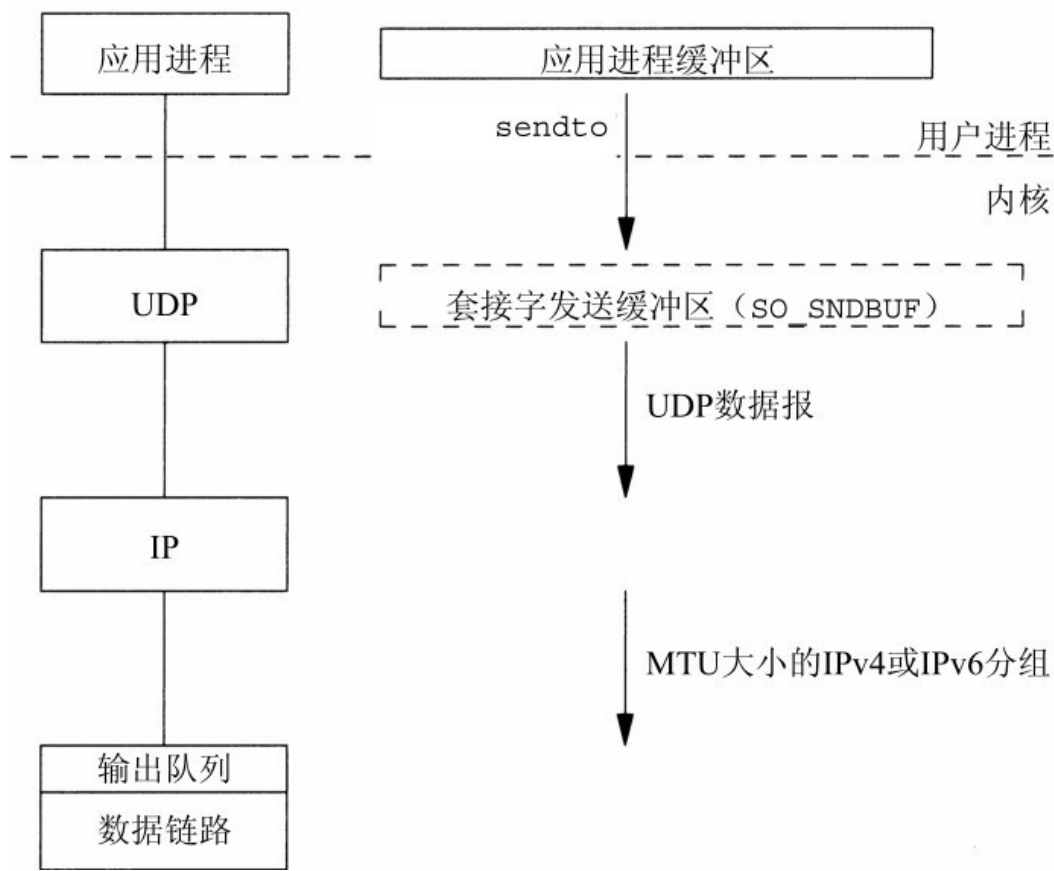 应用进程
应用进程缓冲区
sendto
用户进程
内核
UDP
套接字发送缓冲区（SO_SNDBUF）
UDP数据报
IP
MTU大小的IPv4或IPv6分组
输出队列
数据链路